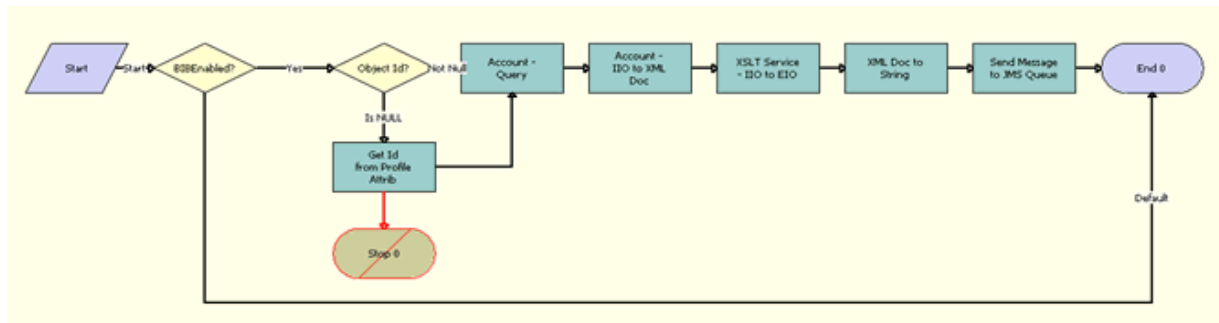 Start
Start
BIBEnabled?
Yes
Object Id?
Not Null
Account -
Query
Account -
IIO to XML
Doc
XSLT Service
- IIO to EIO
XML Doc to
String
Send Message
to JMS Queue
End 0
Is NULL
Get Id
from Profile
Attrib
Default
Stop 0